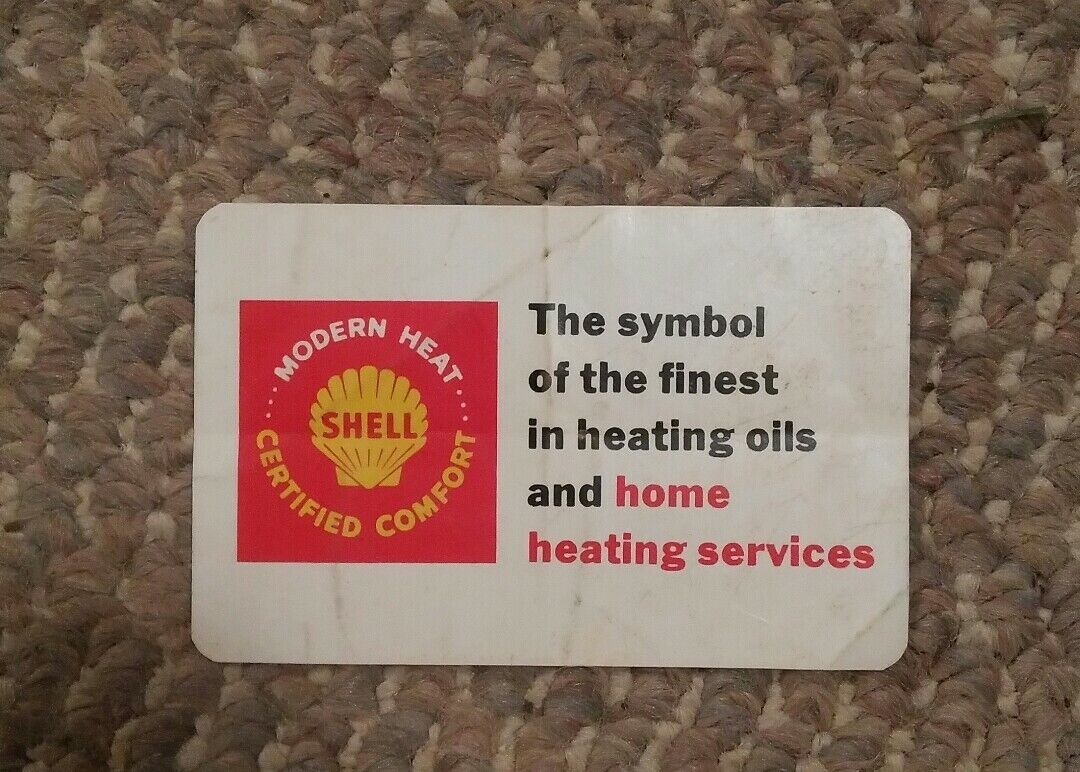 MODERN HEAT
SHELL
CERTIFIED COMFORT
The symbol
of the finest
in heating oils
and home
heating services